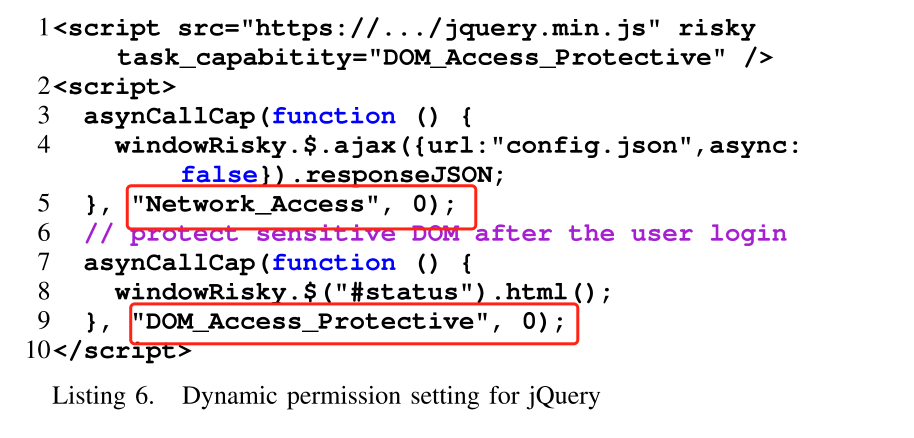 1<script src="https://.../jquery.min.js" risky
task_capabitity="DOM_Access_Protective" />
2<script>
3 asynCallCap(function () {
4 windowRisky.$.ajax({url:"config.json",async:
false}).responseJSON;
5 }, "Network_Access", 0);
6 // protect sensitive DOM after the user login
7 asynCallCap(function () {
8 windowRisky.$("#status").html();
9 }, "DOM_Access_Protective", 0);
10</script>
Listing 6. Dynamic permission setting for jQuery